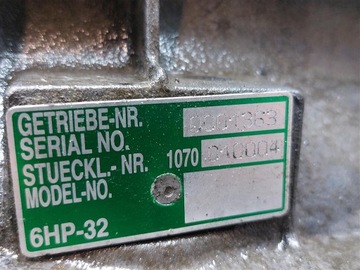 GETRIEBE-NR.
SERIAL NO.
STUECKL.- NR. 1070
MODEL-NO.
6HP-32